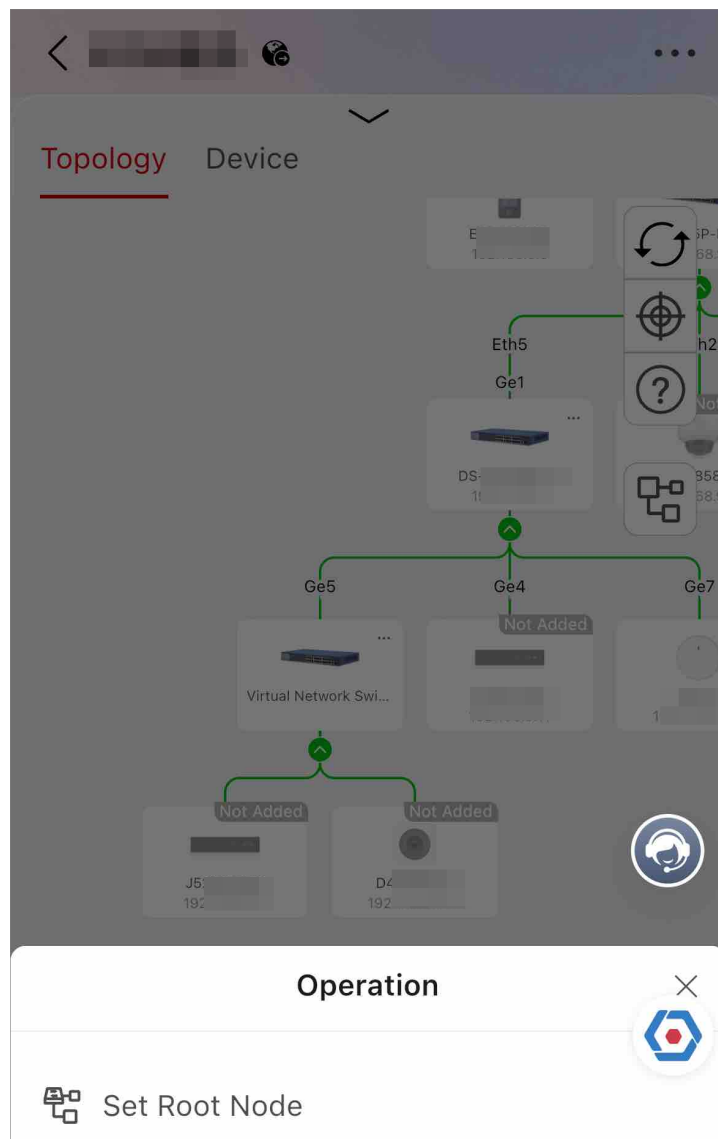 Topology Device
Eth5
Ge1
DS-
Ge5 Ge4 Ge7
Not Added
Virtual Network Swi...
Not Added Not Added
J5
D4
192
192
Operation
Set Root Node